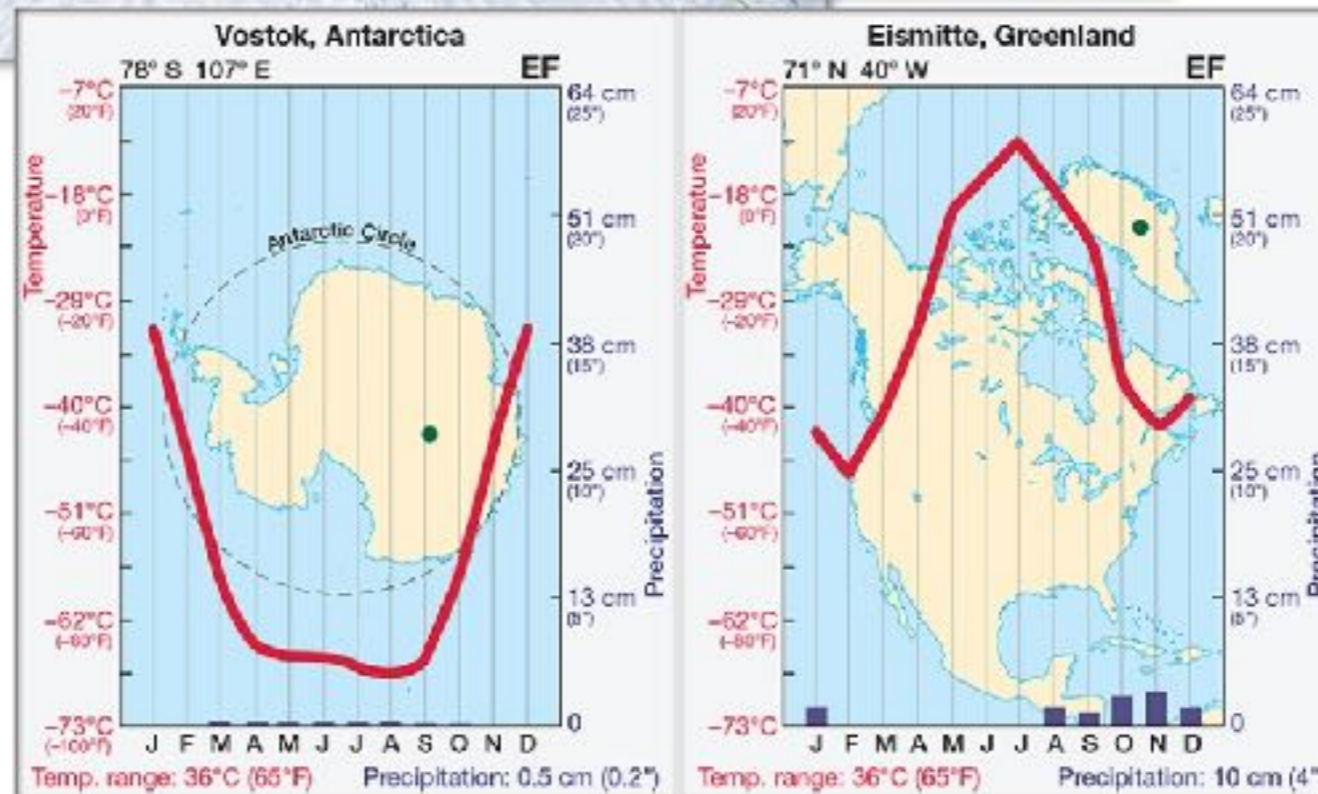 Vostok, Antarctica
78° S 107° E EF
Temperature
-7°C
(20°F)
-18°C
(0°F)
-29°C
(-20°F)
-40°C
(-40°F)
-51°C
(-60°F)
-62°C
(-80°F)
-73°C
(-100°F)
Antarctic Circle
64 cm
(25")
51 cm
(20")
38 cm
(15")
25 cm
(10")
13 cm
(5")
0
Precipitation
J F M A M J J A S O N D
Temp. range: 36°C (65°F) Precipitation: 0.5 cm (0.2")
Eismitte, Greenland
71° N 40° W EF
Temperature
-7°C
(20°F)
-18°C
(0°F)
-29°C
(-20°F)
-40°C
(-40°F)
-51°C
(-60°F)
-62°C
(-80°F)
-73°C
(-100°F)
64 cm
(25")
51 cm
(20")
38 cm
(15")
25 cm
(10")
13 cm
(5")
0
Precipitation
J F M A M J J A S O N D
Temp. range: 36°C (65°F) Precipitation: 10 cm (4"